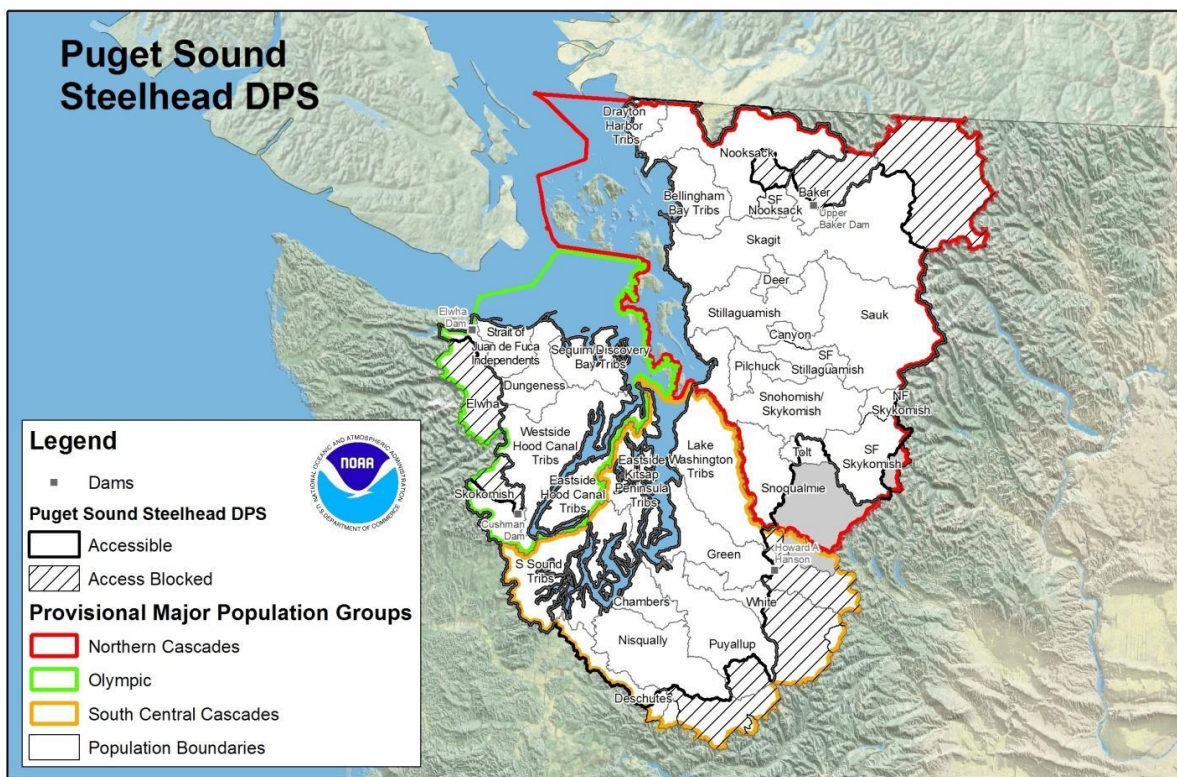 Puget Sound
Steelhead DPS
Drayton
Harbor
Tribs
Nooksack
Bellingham
Bay Tribs
SF
Nooksack
Baker
Upper
Baker Dam
Skagit
Deer
Stillaguamish
Sauk
Canyon
Pilchuck
SF
Stillaguamish
Snohomish/
Skykomish
NF
Skykomish
Tolt
SF
Skykomish
Snoqualmie
Elwha
Dam
Strait of
Juan de Fuca
Independents
Sequim/Discovery
Bay Tribs
Dungeness
Elwha
Westside
Hood Canal
Tribs
Eastside
Hood Canal
Tribs
Eastside
Kitsap
Peninsula
Tribs
Lake
Washington
Tribs
Skokomish
Cushman
Dam
S Sound
Tribs
Green
Howard A
Hanson
Chambers
White
Nisqually
Puyallup
Deschutes
Legend
Dams
Puget Sound Steelhead DPS
Accessible
Access Blocked
Provisional Major Population Groups
Northern Cascades
Olympic
South Central Cascades
Population Boundaries
NATIONAL OCEANIC AND ATMOSPHERIC ADMINISTRATION
NOAA
U.S. DEPARTMENT OF COMMERCE